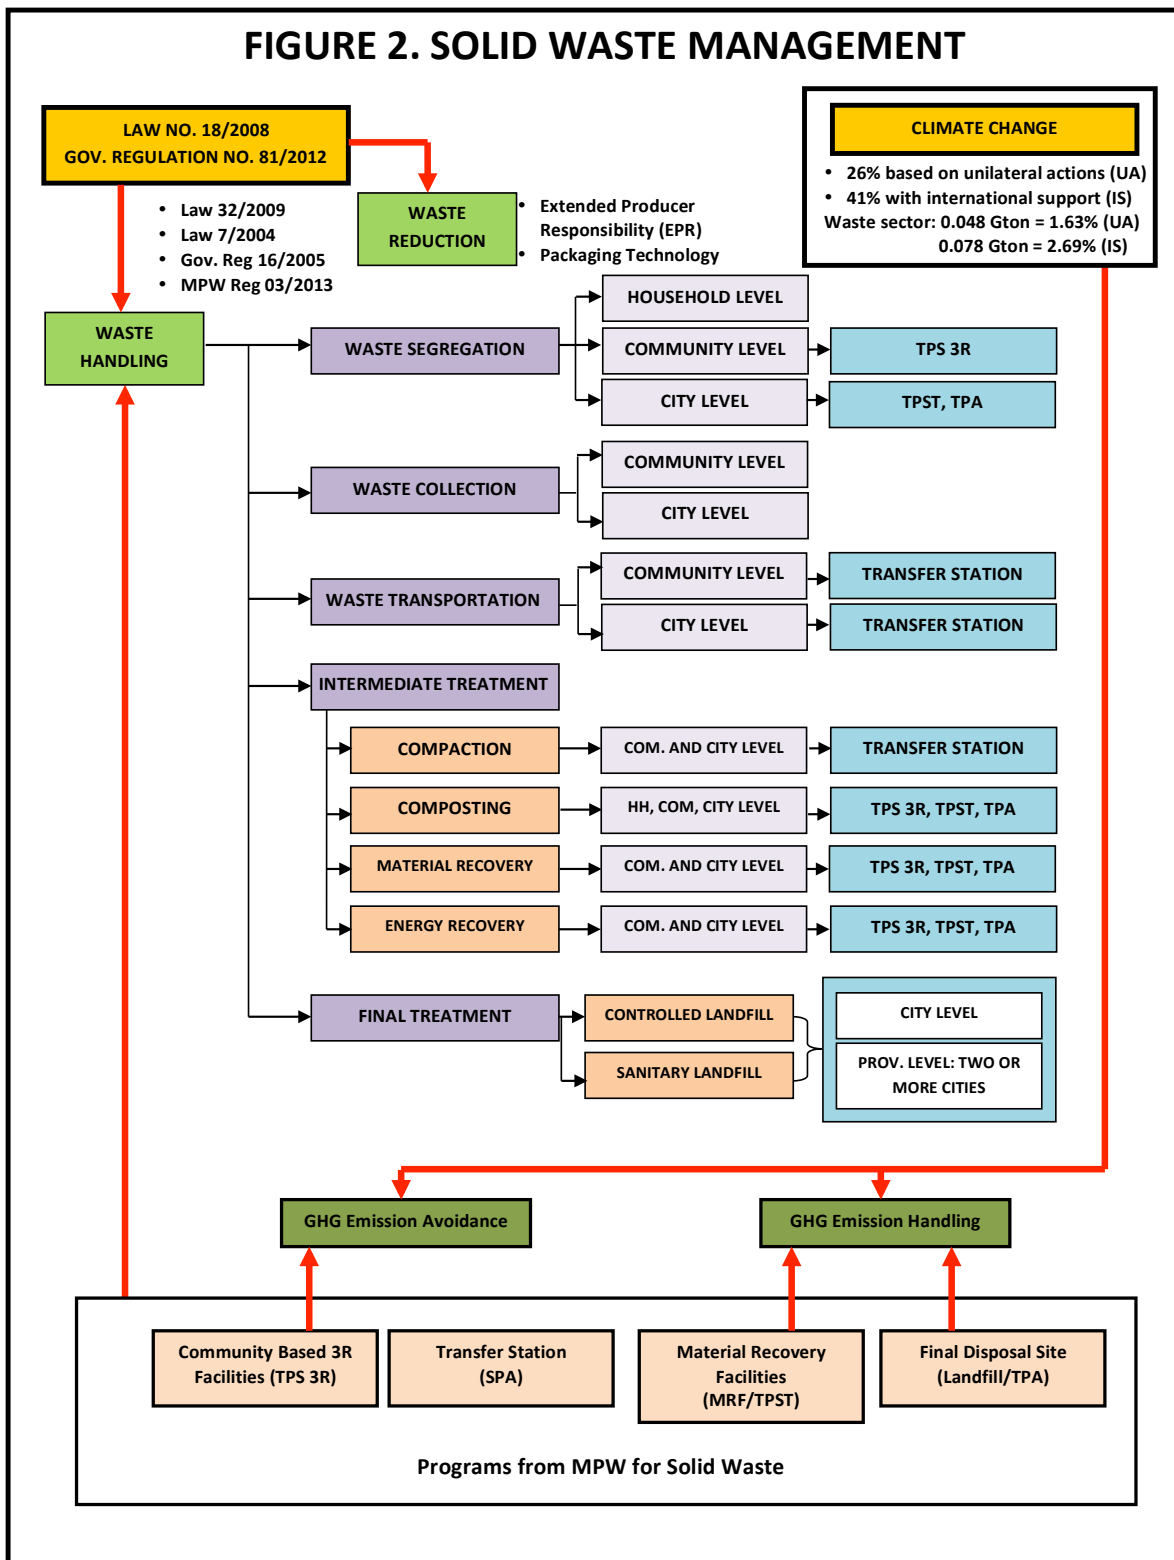 FIGURE 2. SOLID WASTE MANAGEMENT
LAW NO. 18/2008
GOV. REGULATION NO. 81/2012
CLIMATE CHANGE
• 26% based on unilateral actions (UA)
• 41% with international support (IS)
Waste sector: 0.048 Gton = 1.63% (UA)
0.078 Gton = 2.69% (IS)
• Law 32/2009
• Law 7/2004
• Gov. Reg 16/2005
• MPW Reg 03/2013
WASTE
REDUCTION
• Extended Producer
Responsibility (EPR)
• Packaging Technology
WASTE
HANDLING
WASTE SEGREGATION
HOUSEHOLD LEVEL
COMMUNITY LEVEL
TPS 3R
CITY LEVEL
TPST, TPA
WASTE COLLECTION
COMMUNITY LEVEL
CITY LEVEL
WASTE TRANSPORTATION
COMMUNITY LEVEL
TRANSFER STATION
CITY LEVEL
TRANSFER STATION
INTERMEDIATE TREATMENT
COMPACTION
COM. AND CITY LEVEL
TRANSFER STATION
COMPOSTING
HH, COM, CITY LEVEL
TPS 3R, TPST, TPA
MATERIAL RECOVERY
COM. AND CITY LEVEL
TPS 3R, TPST, TPA
ENERGY RECOVERY
COM. AND CITY LEVEL
TPS 3R, TPST, TPA
FINAL TREATMENT
CONTROLLED LANDFILL
SANITARY LANDFILL
CITY LEVEL
PROV. LEVEL: TWO OR
MORE CITIES
GHG Emission Avoidance
GHG Emission Handling
Community Based 3R
Facilities (TPS 3R)
Transfer Station
(SPA)
Material Recovery
Facilities
(MRF/TPST)
Final Disposal Site
(Landfill/TPA)
Programs from MPW for Solid Waste